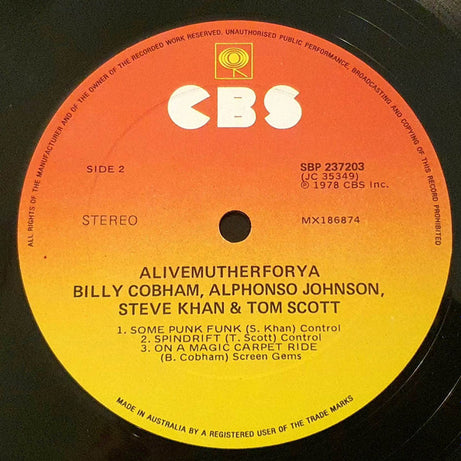 ALL RIGHTS OF THE MANUFACTURER AND OF THE OWNER OF THE RECORDED WORK RESERVED. UNAUTHORISED PUBLIC PERFORMANCE, BROADCASTING AND COPYING OF THIS RECORD PROHIBITED
CBS
SIDE 2
SBP 237203
(JC 35349)
℗ 1978 CBS Inc.
STEREO
MX186874
ALIVEMUTHERFORYA
BILLY COBHAM, ALPHONSO JOHNSON,
STEVE KHAN & TOM SCOTT
1. SOME PUNK FUNK (S. Khan) Control
2. SPINDRIFT (T. Scott) Control
3. ON A MAGIC CARPET RIDE
(B. Cobham) Screen Gems
MADE IN AUSTRALIA BY A REGISTERED USER OF THE TRADE MARKS